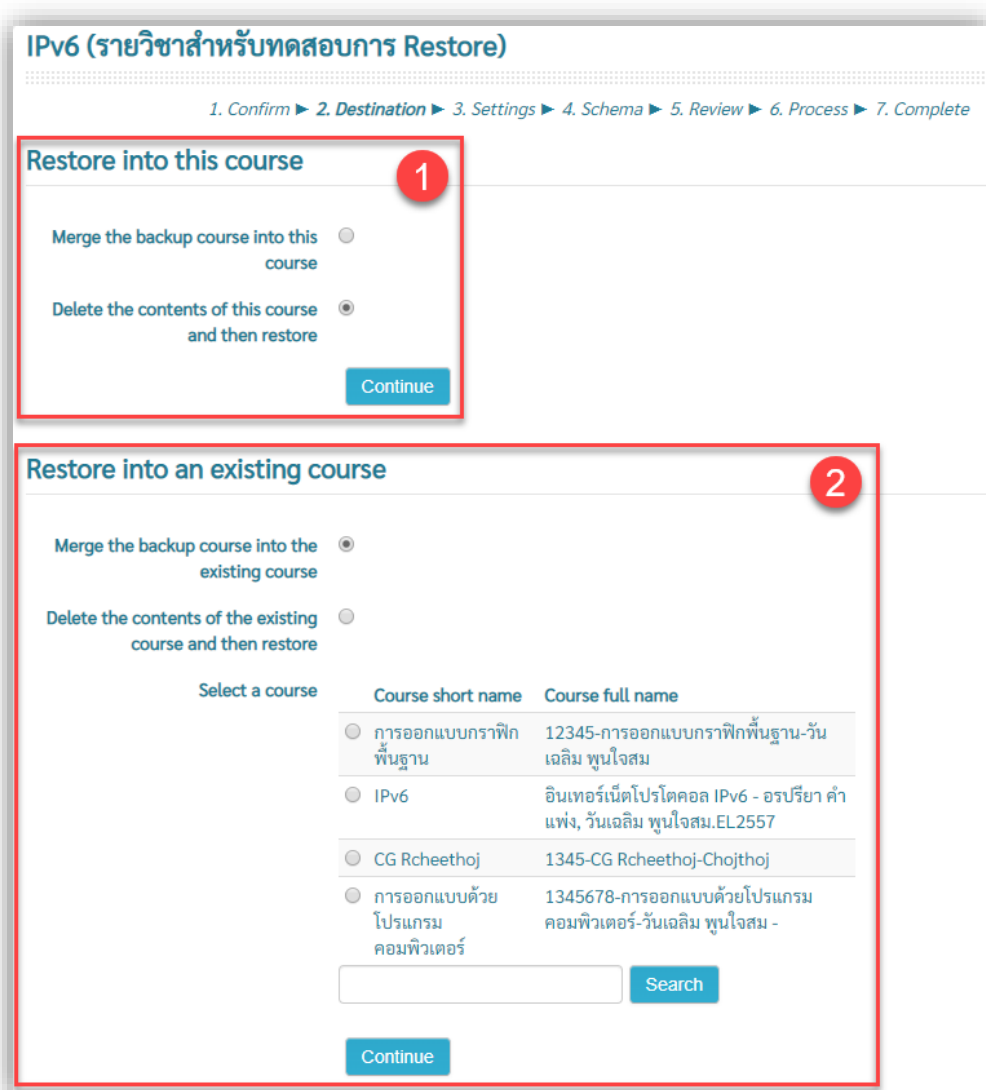 IPv6 (รายวิชาสำหรับทดสอบการ Restore)
1. Confirm ► 2. Destination ► 3. Settings ► 4. Schema ► 5. Review ► 6. Process ► 7. Complete
Restore into this course
1
Merge the backup course into this
course
Delete the contents of this course
and then restore
Continue
Restore into an existing course
2
Merge the backup course into the
existing course
Delete the contents of the existing
course and then restore
Select a course
Course short name Course full name
การออกแบบกราฟิก 12345-การออกแบบกราฟิกพื้นฐาน-วัน
พื้นฐาน เฉลิม พูนใจสม
IPv6 อินเทอร์เน็ตโปรโตคอล IPv6 - อรปรียา คำ
แพ่ง, วันเฉลิม พูนใจสม.EL2557
CG Rcheethoj 1345-CG Rcheethoj-Chojthoj
การออกแบบด้วย 1345678-การออกแบบด้วยโปรแกรม
โปรแกรม คอมพิวเตอร์-วันเฉลิม พูนใจสม -
คอมพิวเตอร์
Search
Continue